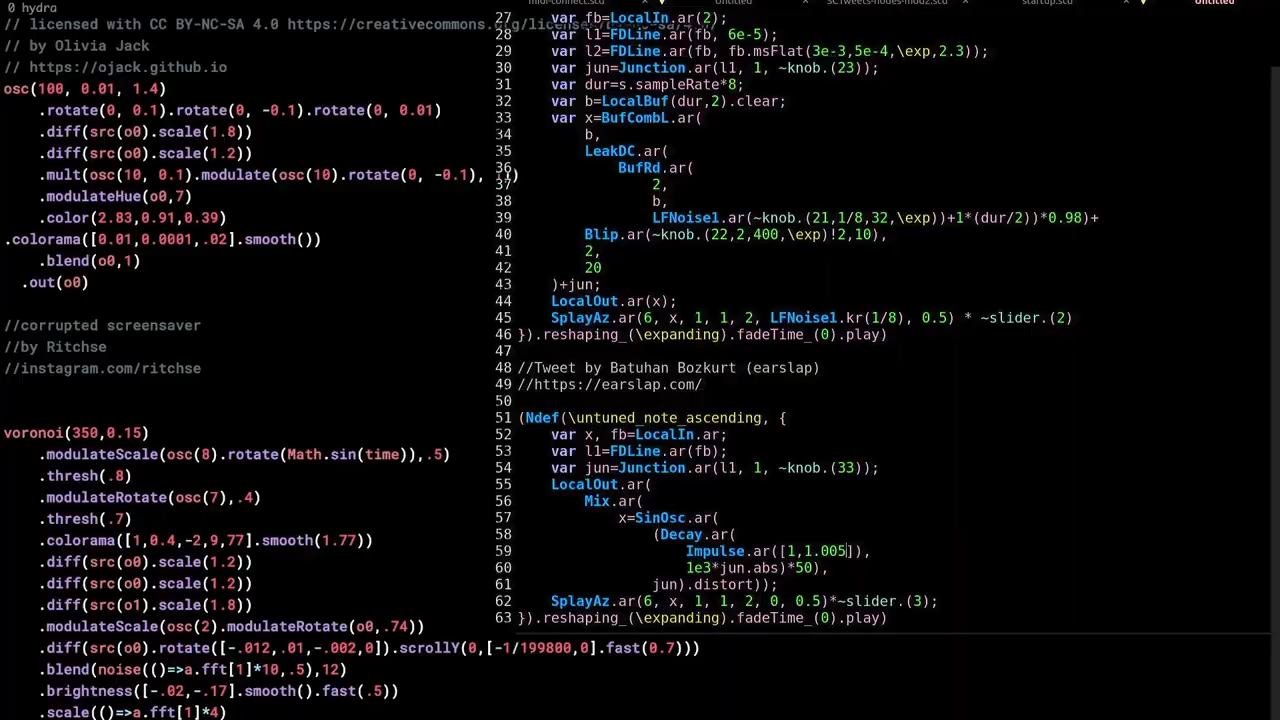 0 hydra
// licensed with CC BY-NC-SA 4.0 https://creativecommons.org/licenses/
// by Olivia Jack
// https://ojack.github.io
osc(100, 0.01, 1.4)
.rotate(0, 0.1).rotate(0, -0.1).rotate(0, 0.01)
.diff(src(o0).scale(1.8))
.diff(src(o0).scale(1.2))
.mult(osc(10, 0.1).modulate(osc(10).rotate(0, -0.1),
.modulateHue(o0,7)
.color(2.83,0.91,0.39)
.colorama([0.01,0.0001,.02].smooth())
.blend(o0,1)
.out(o0)
//corrupted screensaver
//by Ritchse
//instagram.com/ritchse
voronoi(350,0.15)
.modulateScale(osc(8).rotate(Math.sin(time)),.5)
.thresh(.8)
.modulateRotate(osc(7),.4)
.thresh(.7)
.colorama([1,0.4,-2,9,77].smooth(1.77))
.diff(src(o0).scale(1.2))
.diff(src(o0).scale(1.2))
.diff(src(o1).scale(1.8))
.modulateScale(osc(2).modulateRotate(o0,.74))
.diff(src(o0).rotate([-.012,.01,-.002,0]).scrollY(0,[-1/199800,0].fast(0.7)))
.blend(noise(()=>a.fft[1]*10,.5),12)
.brightness([-.02,-.17].smooth().fast(.5))
.scale(()=>a.fft[1]*4)
midi-connect.scd Untitled SCTweets-nodes-mod2.scd startup.scd Untitled
27 var fb=LocalIn.ar(2);
28 var l1=FDLine.ar(fb, 6e-5);
29 var l2=FDLine.ar(fb, fb.msFlat(3e-3,5e-4,\exp,2.3));
30 var jun=Junction.ar(l1, 1, ~knob.(23));
31 var dur=s.sampleRate*8;
32 var b=LocalBuf(dur,2).clear;
33 var x=BufCombL.ar(
34 b,
35 LeakDC.ar(
36 BufRd.ar(
37 2,
38 b,
39 LFNoise1.ar(~knob.(21,1/8,32,\exp))+1*(dur/2))*0.98)+
40 Blip.ar(~knob.(22,2,400,\exp)!2,10),
41 2,
42 20
43 )+jun;
44 LocalOut.ar(x);
45 SplayAz.ar(6, x, 1, 1, 2, LFNoise1.kr(1/8), 0.5) * ~slider.(2)
46 }).reshaping_(\expanding).fadeTime_(0).play)
47
48 //Tweet by Batuhan Bozkurt (earslap)
49 //https://earslap.com/
50
51 (Ndef(\untuned_note_ascending, {
52 var x, fb=LocalIn.ar;
53 var l1=FDLine.ar(fb);
54 var jun=Junction.ar(l1, 1, ~knob.(33));
55 LocalOut.ar(
56 Mix.ar(
57 x=SinOsc.ar(
58 (Decay.ar(
59 Impulse.ar([1,1.005]),
60 1e3*jun.abs)*50),
61 jun).distort));
62 SplayAz.ar(6, x, 1, 1, 2, 0, 0.5)*~slider.(3);
63 }).reshaping_(\expanding).fadeTime_(0).play)